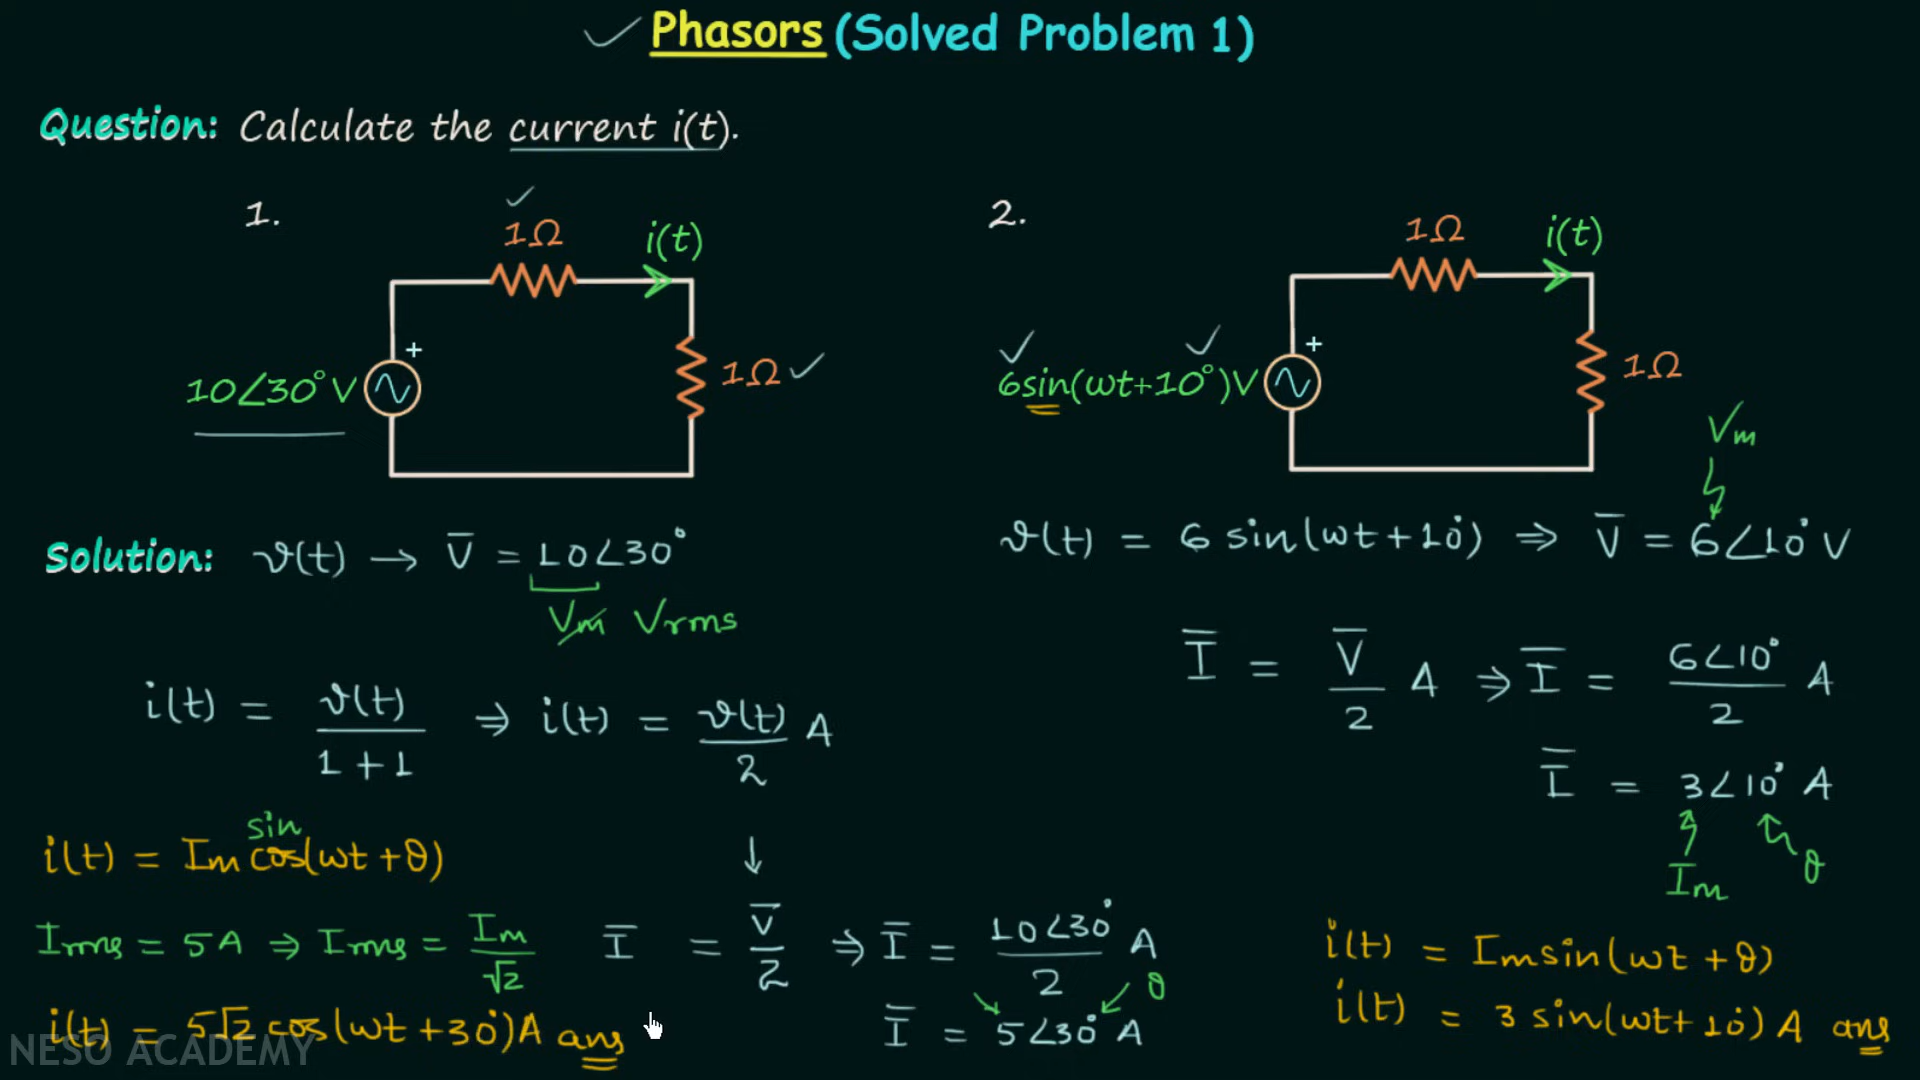 Phasors (Solved Problem 1)
Question: Calculate the current i(t).
1.
1Ω
i(t)
+
10∠30° V
1Ω
2.
1Ω
i(t)
+
6sin(ωt+10°)V
1Ω
Vm
Solution: v(t) → V̅ = 10∠30°
Vm Vrms
i(t) = v(t)/(1+1) ⇒ i(t) = v(t)/2 A
sin
i(t) = Im cos(ωt+θ)
↓
Irms = 5A ⇒ Irms = Im/√2
I̅ = V̅/2 ⇒ I̅ = 10∠30°/2 A
θ
I̅ = 5∠30° A
i(t) = 5√2 cos(ωt+30°)A ans
v(t) = 6 sin(ωt+10°) ⇒ V̅ = 6∠10° V
I̅ = V̅/2 A ⇒ I̅ = 6∠10°/2 A
I̅ = 3∠10° A
Im θ
i(t) = Imsin(ωt+θ)
i(t) = 3 sin(ωt+10°) A ans
NESO ACADEMY